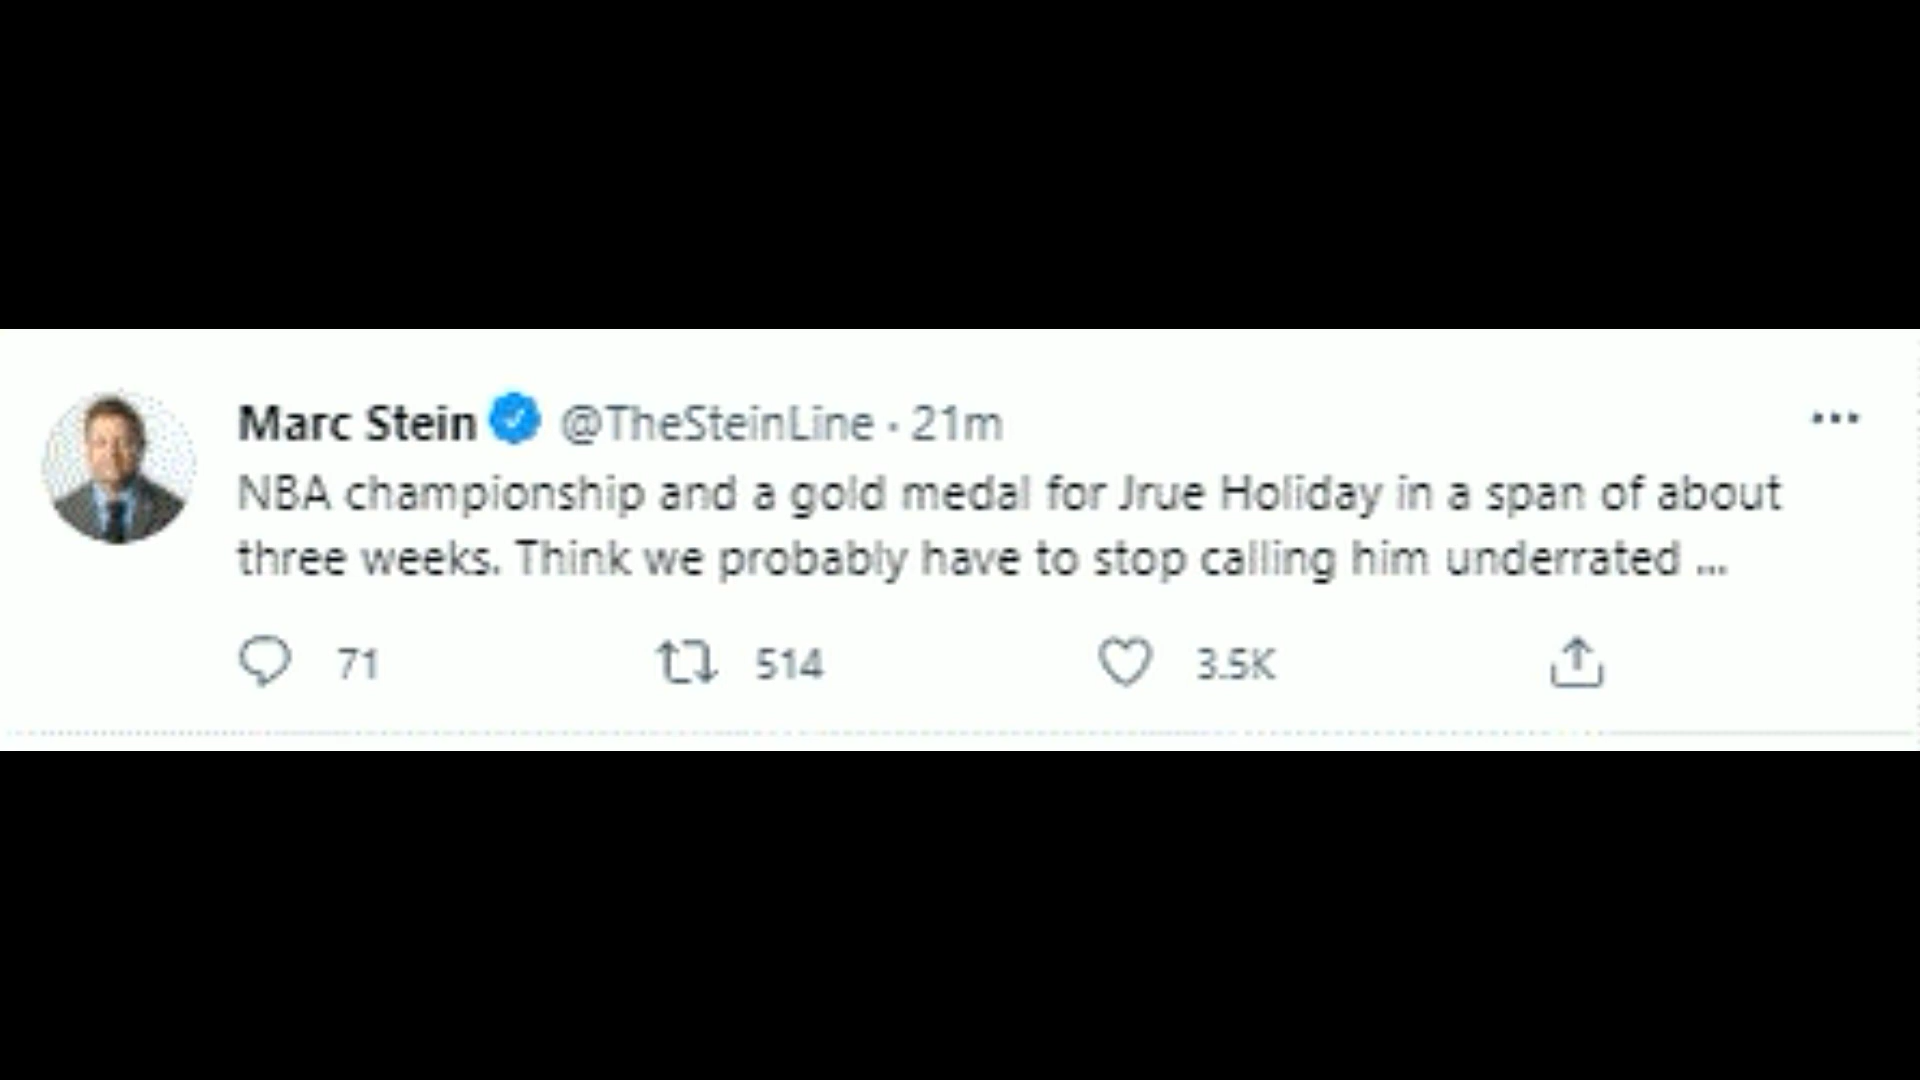 Marc Stein @TheSteinLine · 21m
NBA championship and a gold medal for Jrue Holiday in a span of about
three weeks. Think we probably have to stop calling him underrated ...
71 514 3.5K